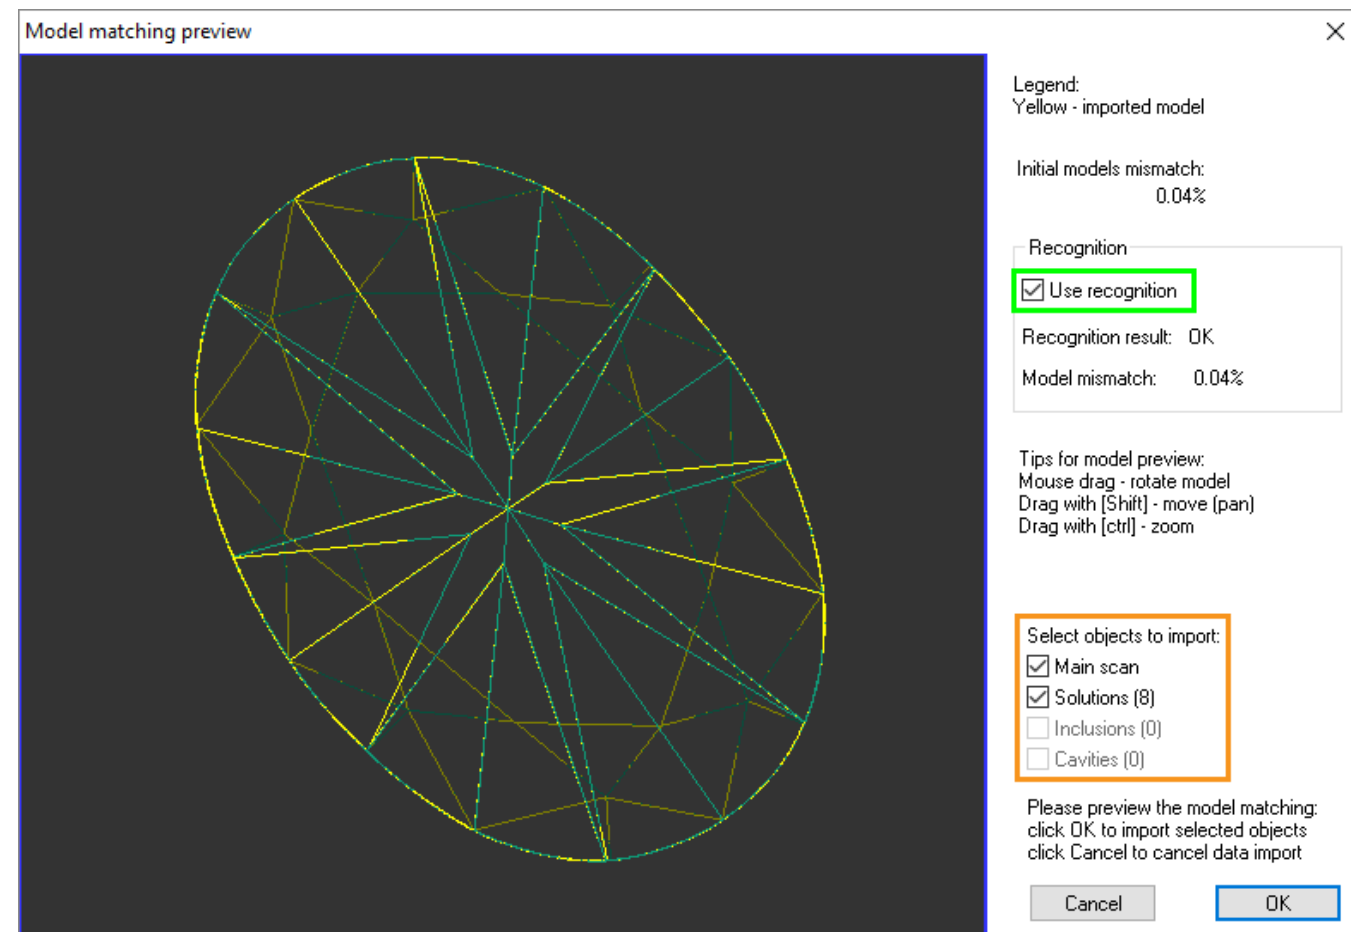 Model matching preview
Legend:
Yellow - imported model
Initial models mismatch:
0.04%
Recognition
Use recognition
Recognition result: OK
Model mismatch: 0.04%
Tips for model preview:
Mouse drag - rotate model
Drag with [Shift] - move (pan)
Drag with [ctrl] - zoom
Select objects to import:
Main scan
Solutions (8)
Inclusions (0)
Cavities (0)
Please preview the model matching:
click OK to import selected objects
click Cancel to cancel data import
Cancel OK